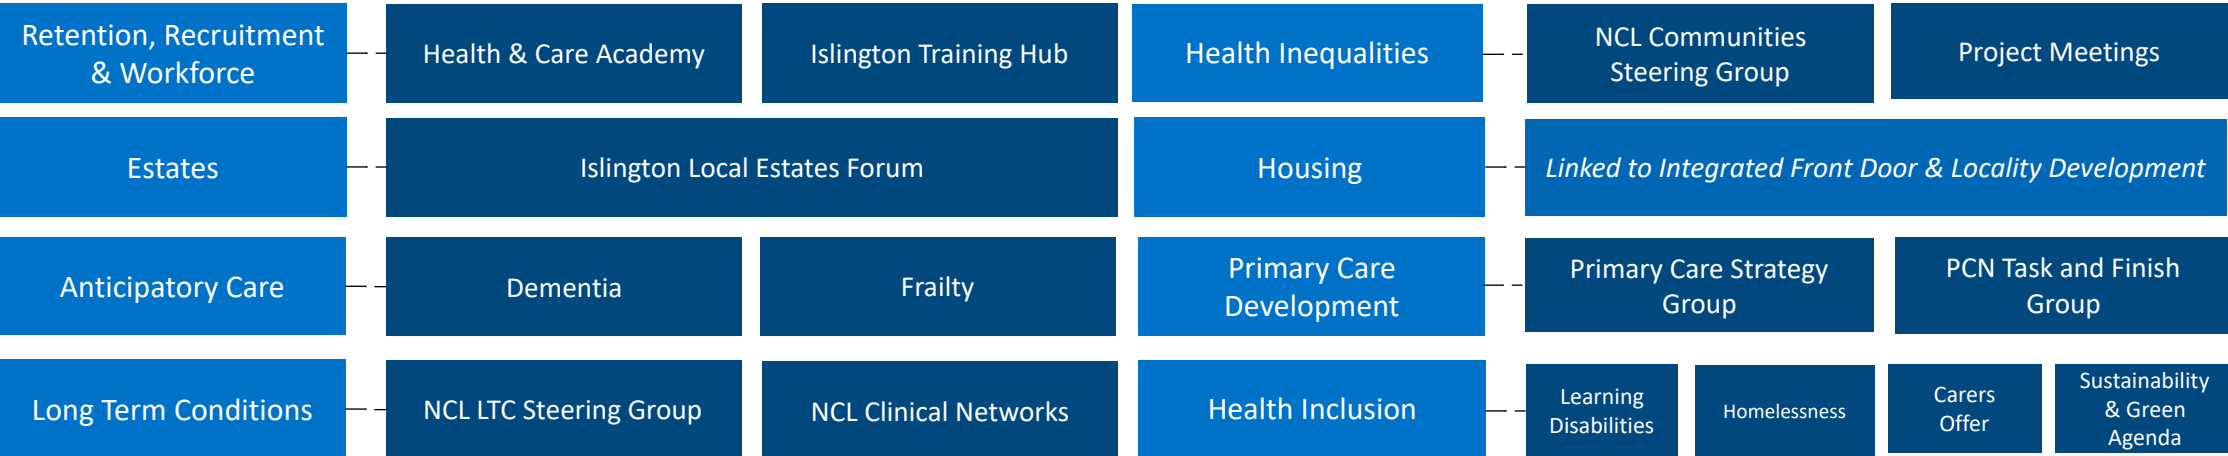 Retention, Recruitment
& Workforce
Health & Care Academy
Islington Training Hub
Health Inequalities
NCL Communities
Steering Group
Project Meetings
Estates
Islington Local Estates Forum
Housing
Linked to Integrated Front Door & Locality Development
Anticipatory Care
Dementia
Frailty
Primary Care
Development
Primary Care Strategy
Group
PCN Task and Finish
Group
Long Term Conditions
NCL LTC Steering Group
NCL Clinical Networks
Health Inclusion
Learning
Disabilities
Homelessness
Carers
Offer
Sustainability
& Green
Agenda